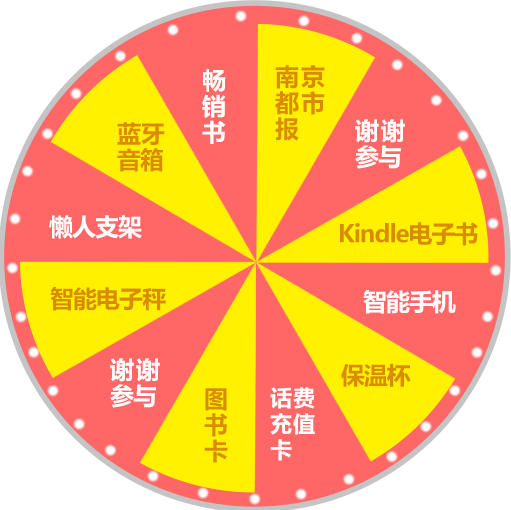 南京
都市
报
谢谢
参与
Kindle电子书
智能手机
保温杯
话费
充值
卡
图
书
卡
谢谢
参与
智能电子秤
懒人支架
蓝牙
音箱
畅
销
书